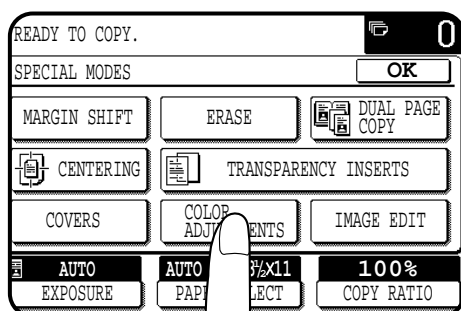 READY TO COPY.
0
SPECIAL MODES
OK
MARGIN SHIFT
ERASE
DUAL PAGE
COPY
CENTERING
TRANSPARENCY INSERTS
COVERS
COLOR
IMAGE EDIT
AUTO
EXPOSURE
AUTO
100%
COPY RATIO